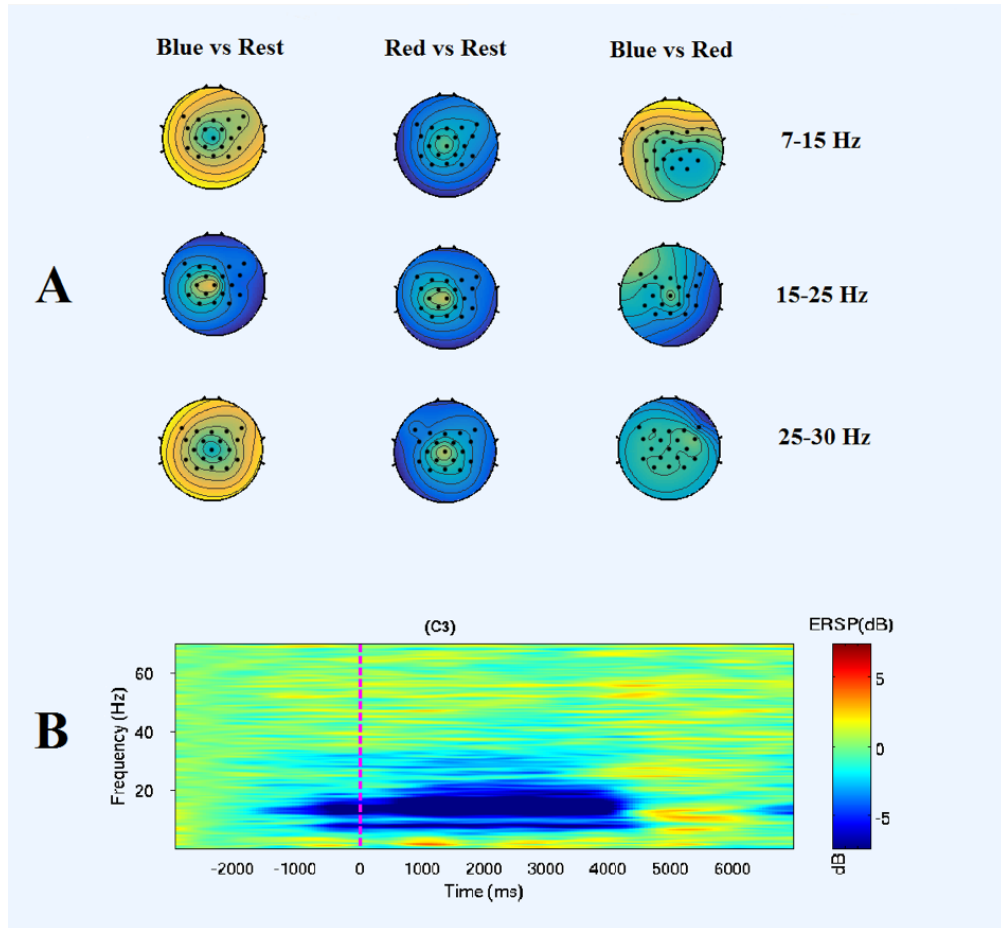 Blue vs Rest Red vs Rest Blue vs Red
7-15 Hz
A
15-25 Hz
25-30 Hz
B
(C3)
ERSP(dB)
Frequency (Hz)
60
40
20
5
0
-5
dB
-2000 -1000 0 1000 2000 3000 4000 5000 6000
Time (ms)